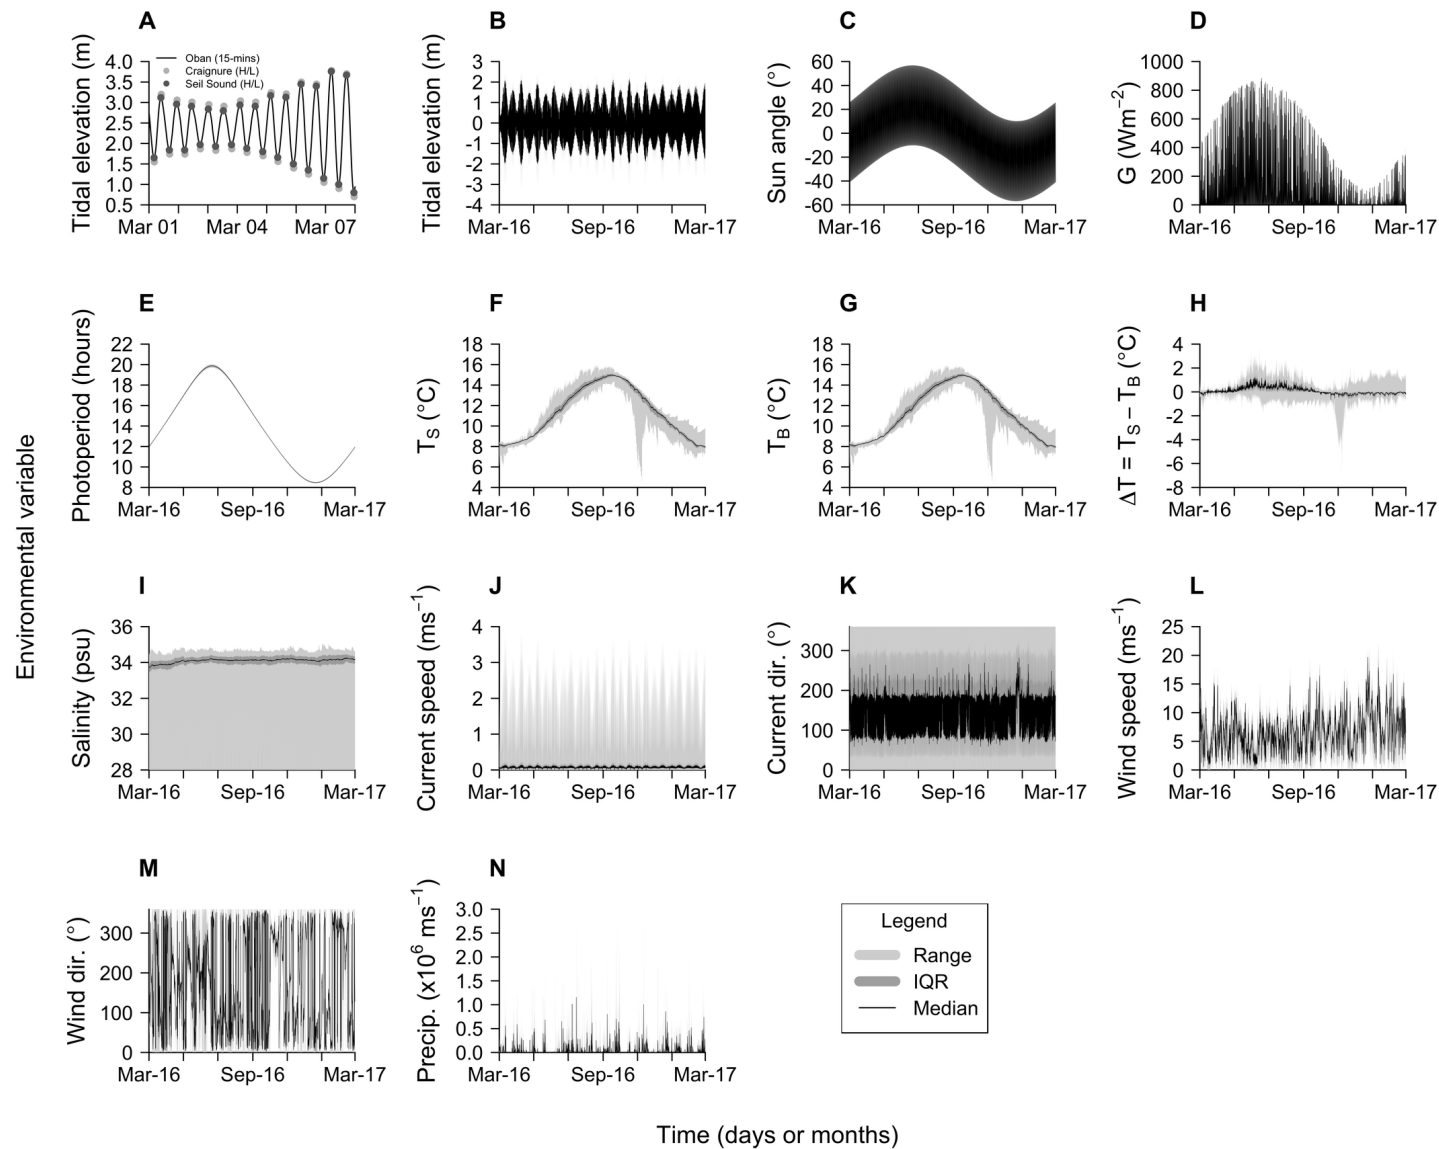 A
Tidal elevation (m)
4.0
3.5
3.0
2.5
2.0
1.5
1.0
0.5
Oban (15-mins)
Craignure (H/L)
Seil Sound (H/L)
Mar 01 Mar 04 Mar 07
B
Tidal elevation (m)
3
2
1
0
-1
-2
-3
-4
Mar-16 Sep-16 Mar-17
C
Sun angle (°)
60
40
20
0
-20
-40
-60
Mar-16 Sep-16 Mar-17
D
G (Wm−2)
1000
800
600
400
200
0
Mar-16 Sep-16 Mar-17
Environmental variable
E
Photoperiod (hours)
22
20
18
16
14
12
10
8
Mar-16 Sep-16 Mar-17
F
TS (°C)
18
16
14
12
10
8
6
4
Mar-16 Sep-16 Mar-17
G
TB (°C)
18
16
14
12
10
8
6
4
Mar-16 Sep-16 Mar-17
H
ΔT = TS − TB (°C)
4
2
0
-2
-4
-6
-8
Mar-16 Sep-16 Mar-17
I
Salinity (psu)
36
34
32
30
28
Mar-16 Sep-16 Mar-17
J
Current speed (ms−1)
4
3
2
1
0
Mar-16 Sep-16 Mar-17
K
Current dir. (°)
300
200
100
0
Mar-16 Sep-16 Mar-17
L
Wind speed (ms−1)
25
20
15
10
5
0
Mar-16 Sep-16 Mar-17
M
Wind dir. (°)
300
200
100
0
Mar-16 Sep-16 Mar-17
N
Precip. (x106 ms−1)
3.0
2.5
2.0
1.5
1.0
0.5
0.0
Mar-16 Sep-16 Mar-17
Legend
Range
IQR
Median
Time (days or months)